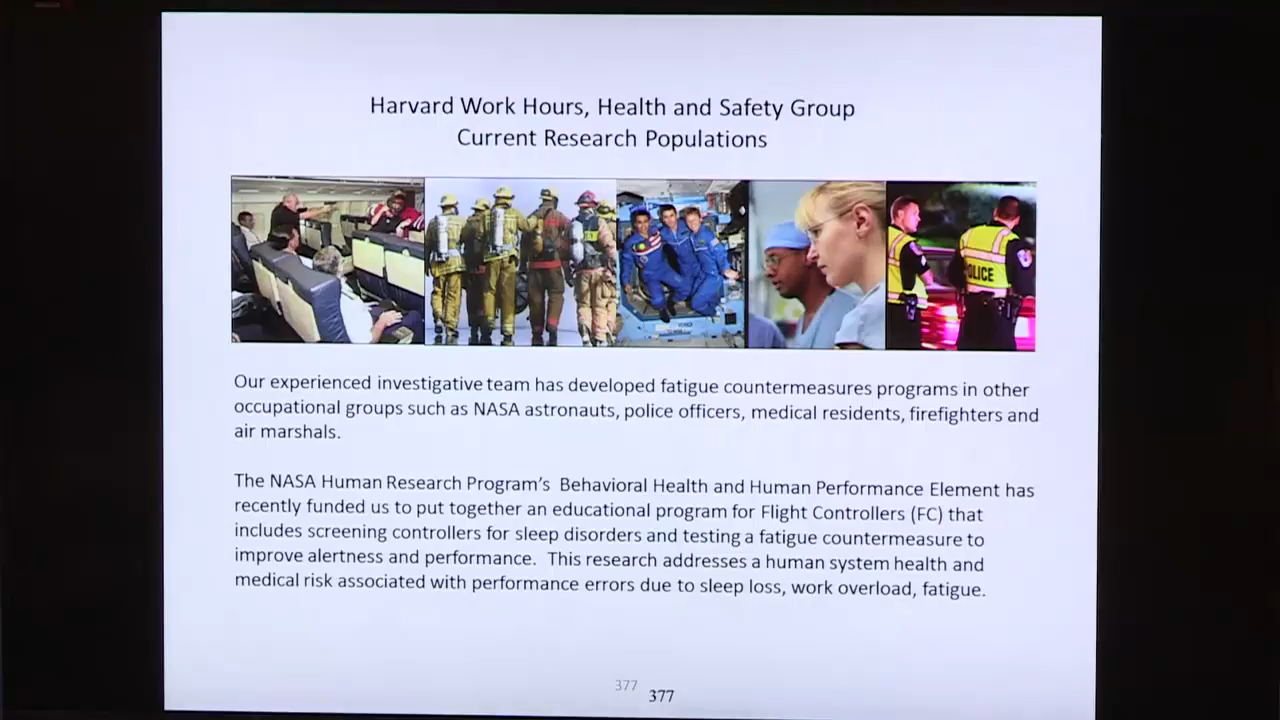 Harvard Work Hours, Health and Safety Group
Current Research Populations
POLICE
Our experienced investigative team has developed fatigue countermeasures programs in other
occupational groups such as NASA astronauts, police officers, medical residents, firefighters and
air marshals.
The NASA Human Research Program's  Behavioral Health and Human Performance Element has
recently funded us to put together an educational program for Flight Controllers (FC) that
includes screening controllers for sleep disorders and testing a fatigue countermeasure to
improve alertness and performance.  This research addresses a human system health and
medical risk associated with performance errors due to sleep loss, work overload, fatigue.
377
377